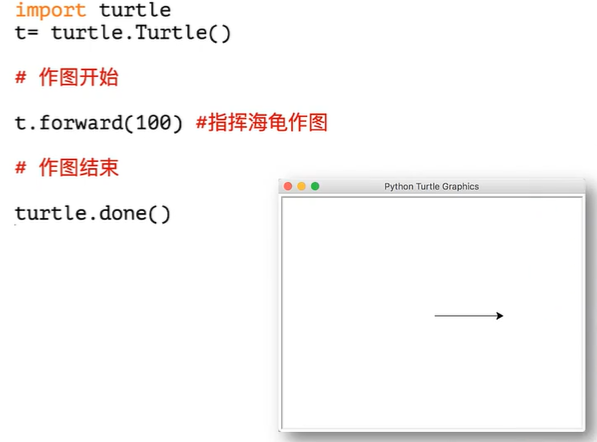 import turtle
t= turtle.Turtle()
# 作图开始
t.forward(100) #指挥海龟作图
# 作图结束
turtle.done()
Python Turtle Graphics